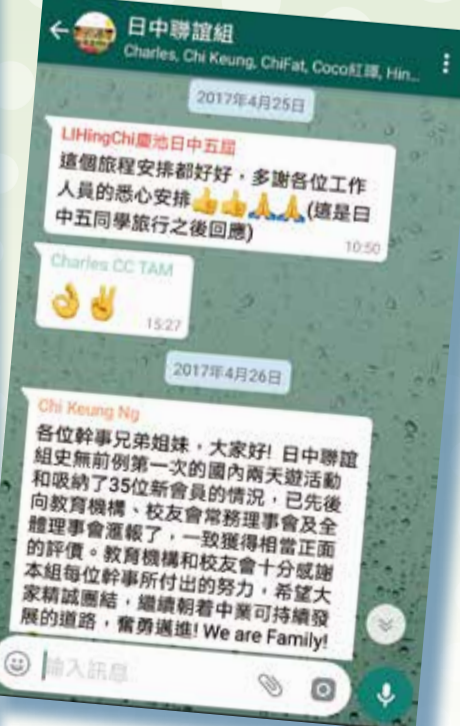 日中聯誼組
Charles, Chi Keung, ChiFat, Coco紅譚, Hin...
2017年4月25日
LIHingChi慶池日中五屆
這個旅程安排都好好，多謝各位工作
人員的悉心安排👍👍🙏🙏(這是日
中五同學旅行之後回應)
10:50
Charles CC TAM
👌✌
15:27
2017年4月26日
Chi Keung Ng
各位幹事兄弟姐妹，大家好! 日中聯誼
組史無前例第一次的國內兩天遊活動
和吸納了35位新會員的情況，已先後
向教育機構、校友會常務理事會及全
體理事會滙報了，一致獲得相當正面
的評價。教育機構和校友會十分感謝
本組每位幹事所付出的努力，希望大
家精誠團結，繼續朝着中業可持續發
展的道路，奮勇邁進! We are Family!
輸入訊息